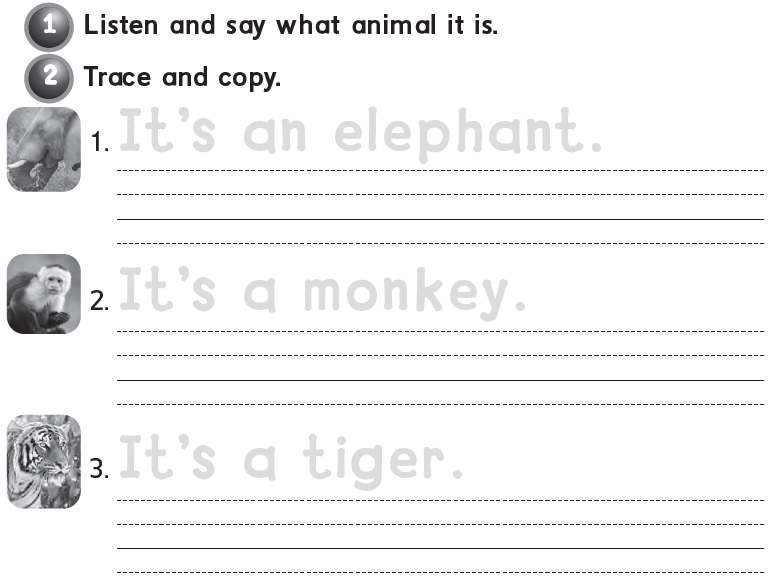 1 Listen and say what animal it is.
2 Trace and copy.
1. It's an elephant.
2. It's a monkey.
3. It's a tiger.